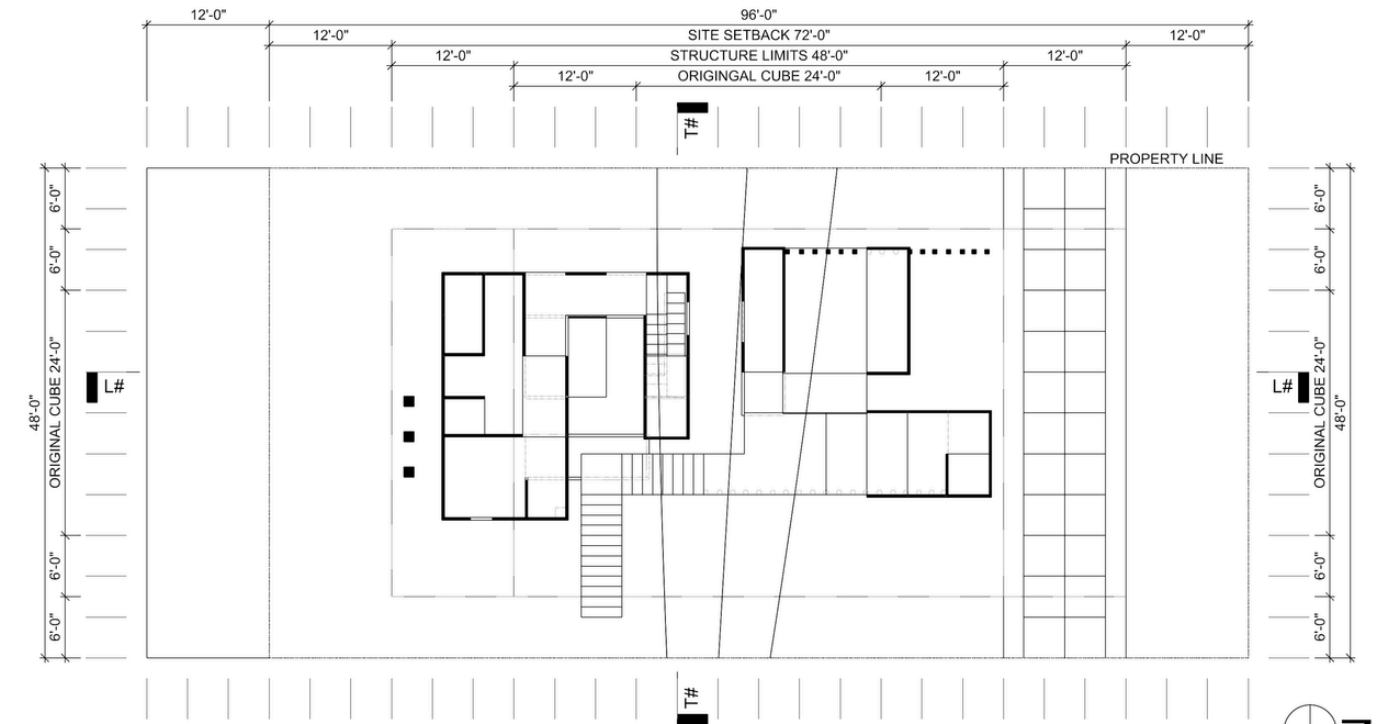 12'-0" 96'-0"
12'-0" SITE SETBACK 72'-0" 12'-0"
12'-0" STRUCTURE LIMITS 48'-0" 12'-0"
12'-0" ORIGINGAL CUBE 24'-0" 12'-0"
T#
PROPERTY LINE
6'-0"
6'-0"
ORIGINAL CUBE 24'-0"
48'-0"
6'-0"
6'-0"
L#
L#
6'-0"
6'-0"
ORIGINAL CUBE 24'-0"
48'-0"
6'-0"
6'-0"
T#